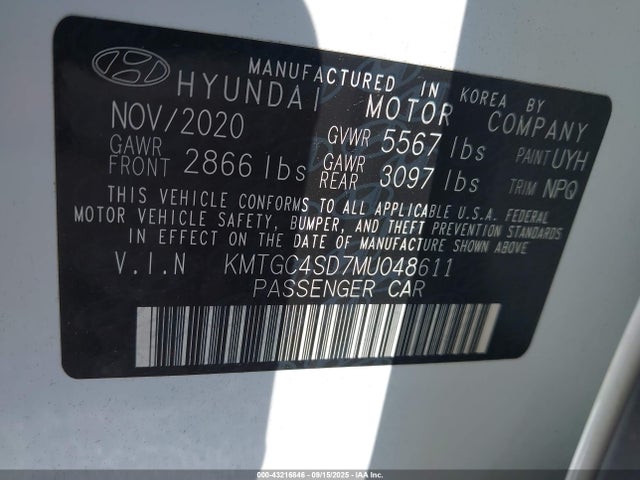 MANUFACTURED IN KOREA BY
HYUNDAI MOTOR COMPANY
NOV/2020 GVWR 5567 lbs PAINT UYH
GAWR FRONT 2866 lbs GAWR REAR 3097 lbs TRIM NPQ
THIS VEHICLE CONFORMS TO ALL APPLICABLE U.S.A. FEDERAL
MOTOR VEHICLE SAFETY, BUMPER, AND THEFT PREVENTION STANDARDS
IN EFFECT ON THE DATE OF MANUFACTURE SHOWN ABOVE.
V.I.N KMTGC4SD7MU048611
PASSENGER CAR
© - 43216846 - 09/15/2025 - IAA, Inc.